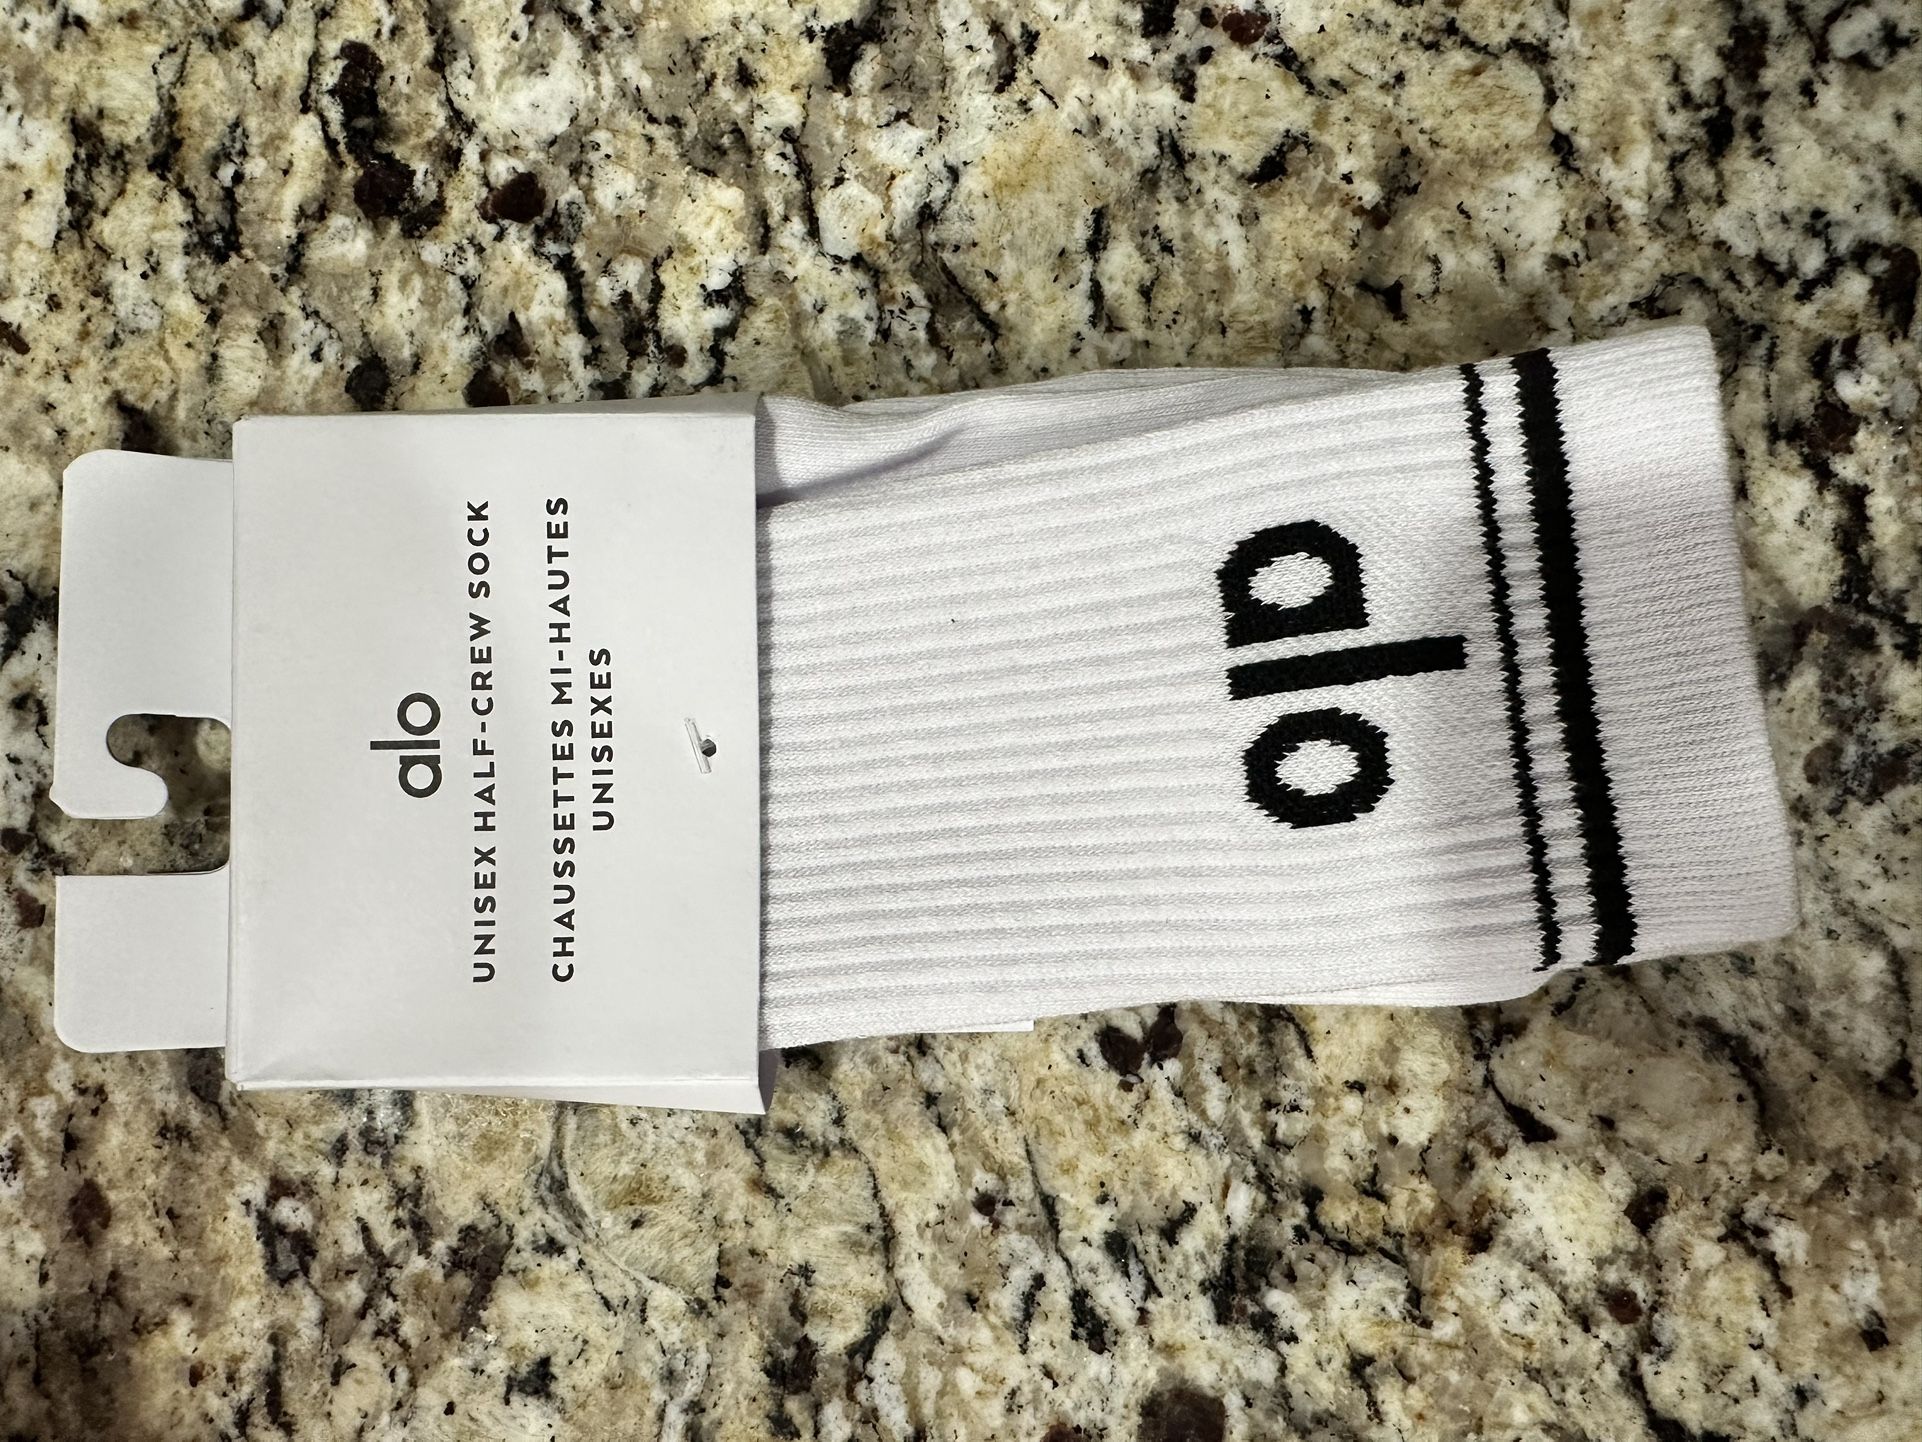 alo
UNISEX HALF-CREW SOCK
CHAUSSETTES MI-HAUTES
UNISEXES
alo